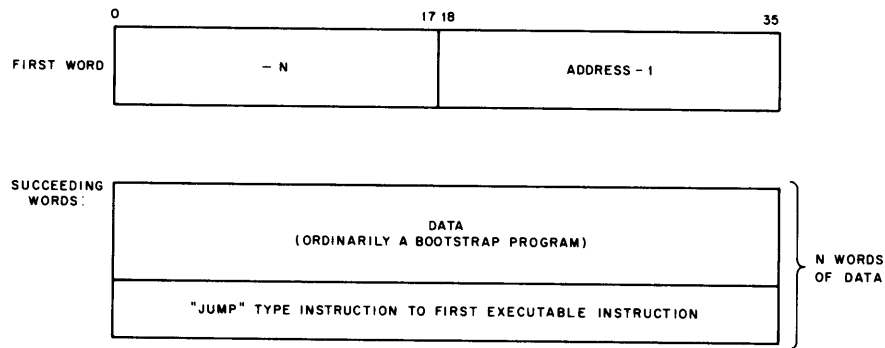 0 17 18 35
FIRST WORD - N ADDRESS - 1
SUCCEEDING
WORDS:
DATA
(ORDINARILY A BOOTSTRAP PROGRAM)
N WORDS
OF DATA
"JUMP" TYPE INSTRUCTION TO FIRST EXECUTABLE INSTRUCTION